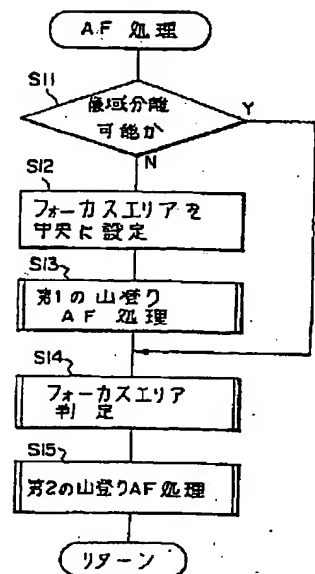 AF 処理
S11
像域分離
可能か
Y
N
S12
フォーカスエリアを
中央に設定
S13
第1の山登り
AF 処理
S14
フォーカスエリア
判定
S15
第2の山登りAF処理
リターン